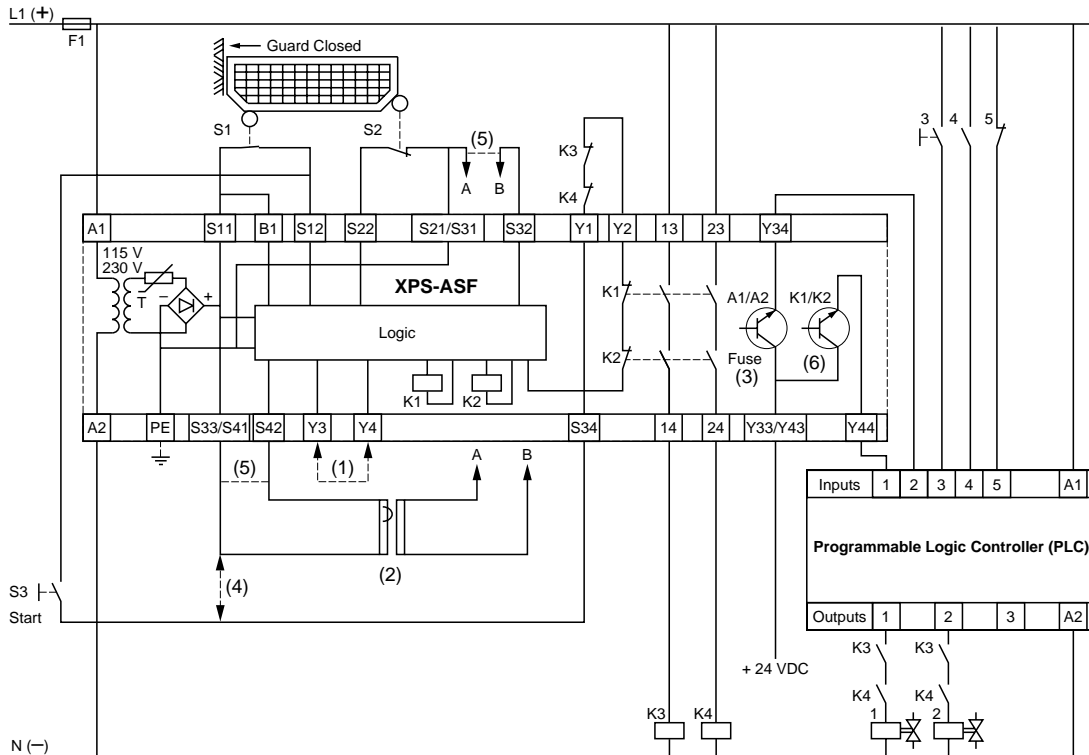 L1 (+)
F1
Guard Closed
S1
S2
(5)
A B
K3
K4
3 4 5
A1 S11 B1 S12 S22 S21/S31 S32 Y1 Y2 13 23 Y34
115 V
230 V
T
– +
XPS-ASF
Logic
K1
K2
K1 K2
A1/A2
Fuse
(3)
K1/K2
(6)
A2 PE S33/S41 S42 Y3 Y4 S34 14 24 Y33/Y43 Y44
(5)
(1)
A B
(2)
(4)
S3
Start
Inputs 1 2 3 4 5 A1
Programmable Logic Controller (PLC)
Outputs 1 2 3 A2
+ 24 VDC
K3 K3
K4 K4
1 2
K3 K4
N (–)